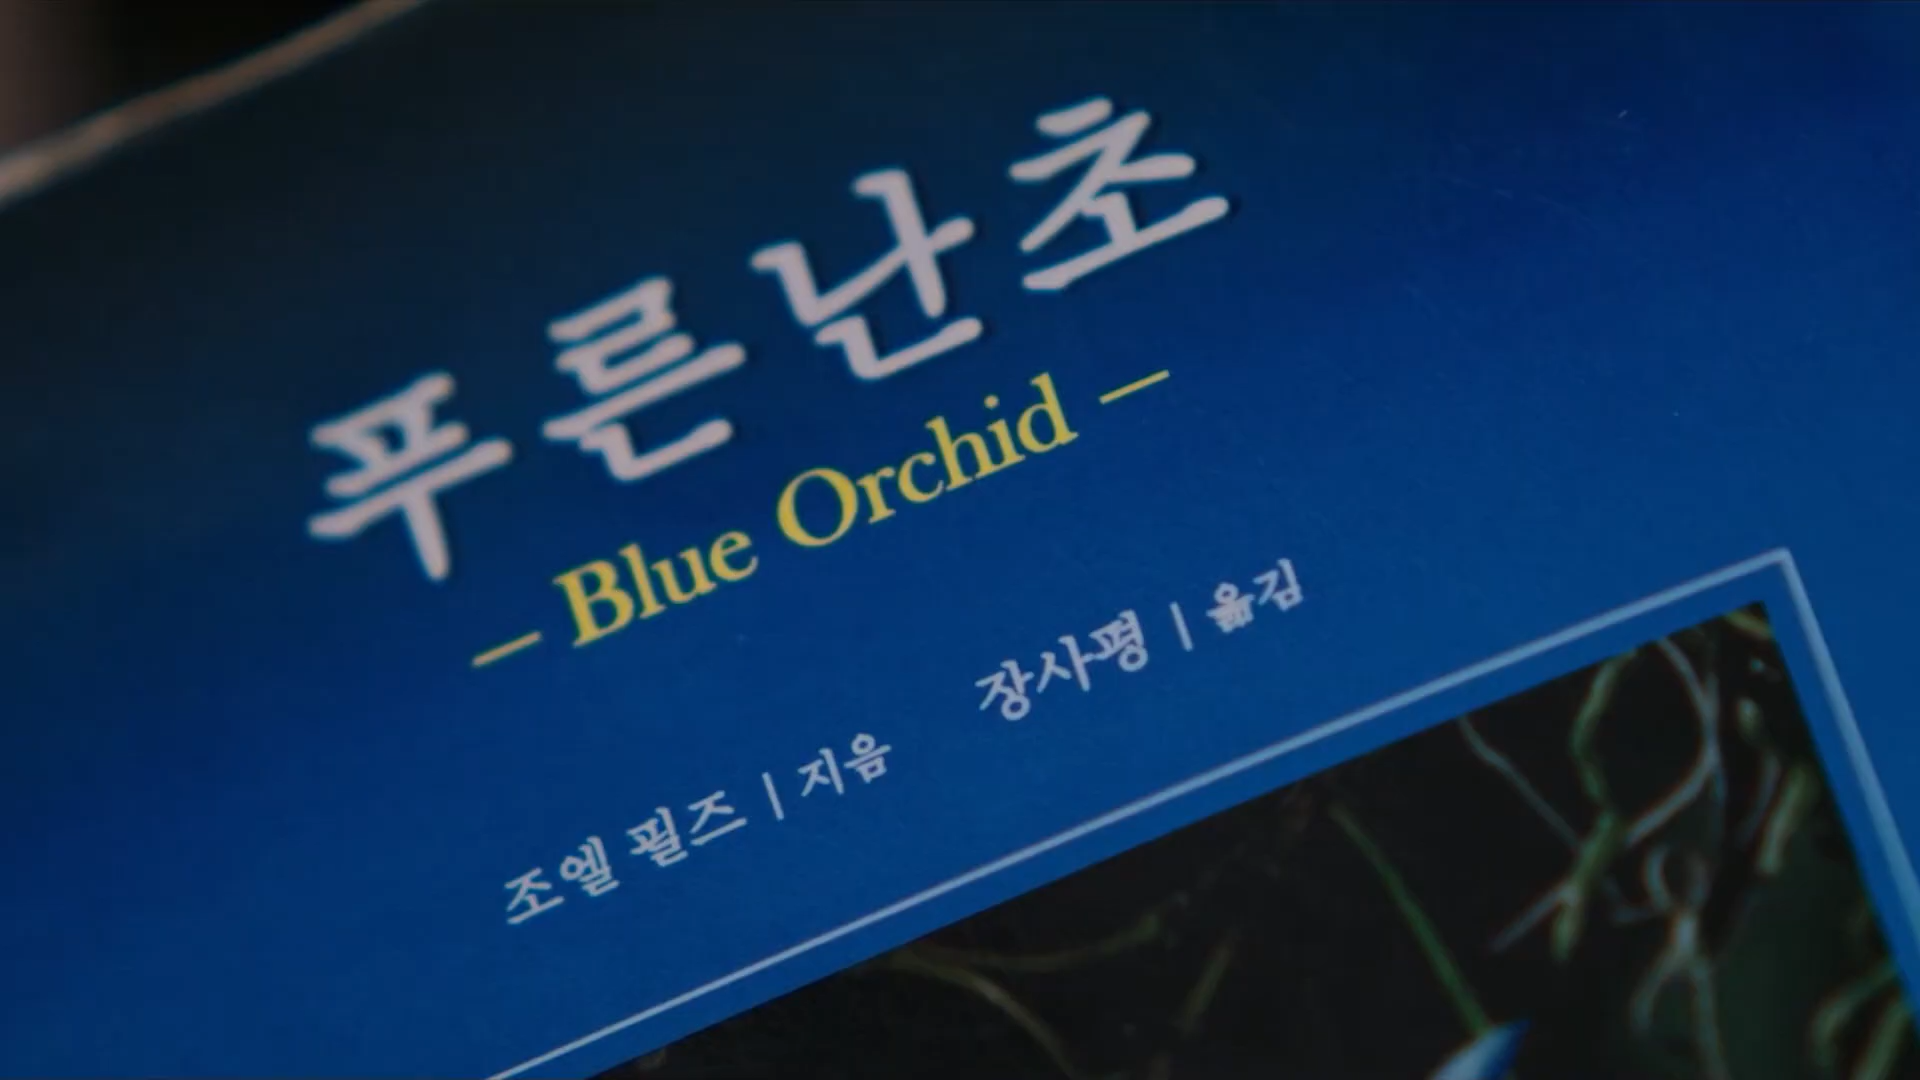 푸른 난초
— Blue Orchid —
조엘 필즈 | 지음 장사평 | 옮김